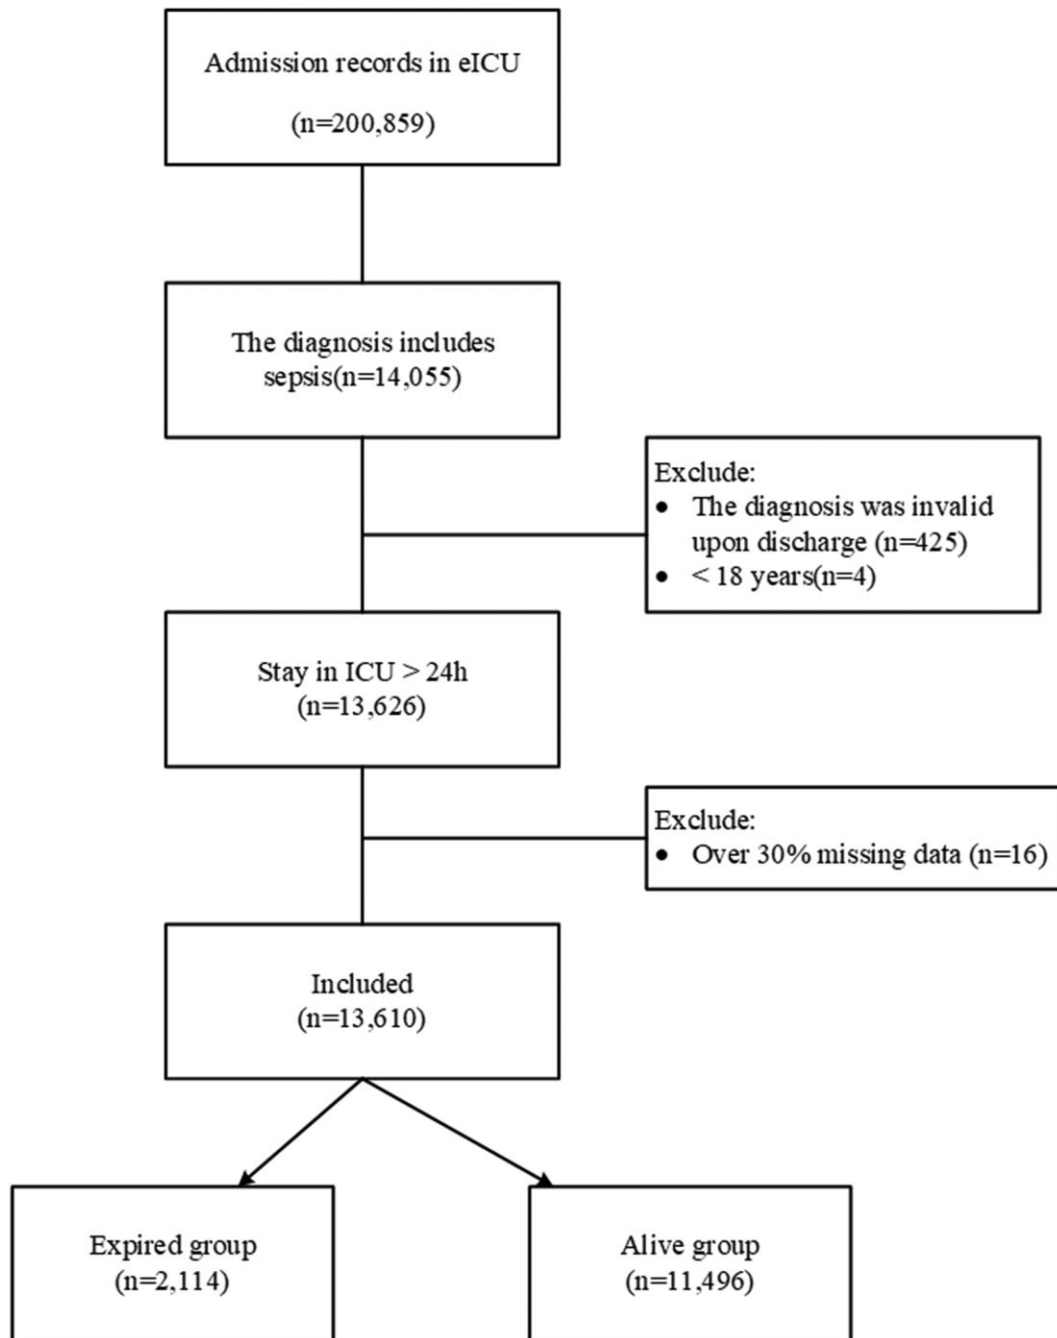 Admission records in eICU
(n=200,859)
The diagnosis includes
sepsis(n=14,055)
Exclude:
• The diagnosis was invalid
upon discharge (n=425)
• < 18 years(n=4)
Stay in ICU > 24h
(n=13,626)
Exclude:
• Over 30% missing data (n=16)
Included
(n=13,610)
Expired group
(n=2,114)
Alive group
(n=11,496)